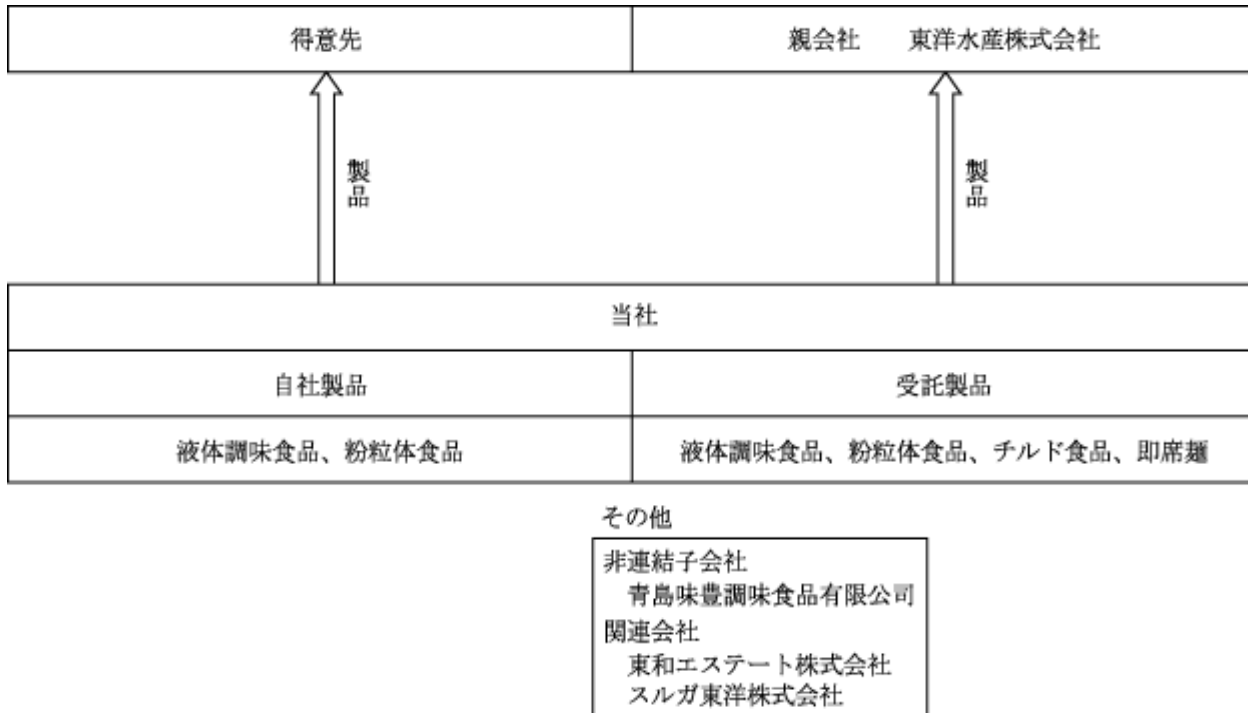 得意先
親会社　　東洋水産株式会社
製品
製品
当社
自社製品
受託製品
液体調味食品、粉粒体食品
液体調味食品、粉粒体食品、チルド食品、即席麺
その他
非連結子会社
青島味豊調味食品有限公司
関連会社
東和エステート株式会社
スルガ東洋株式会社